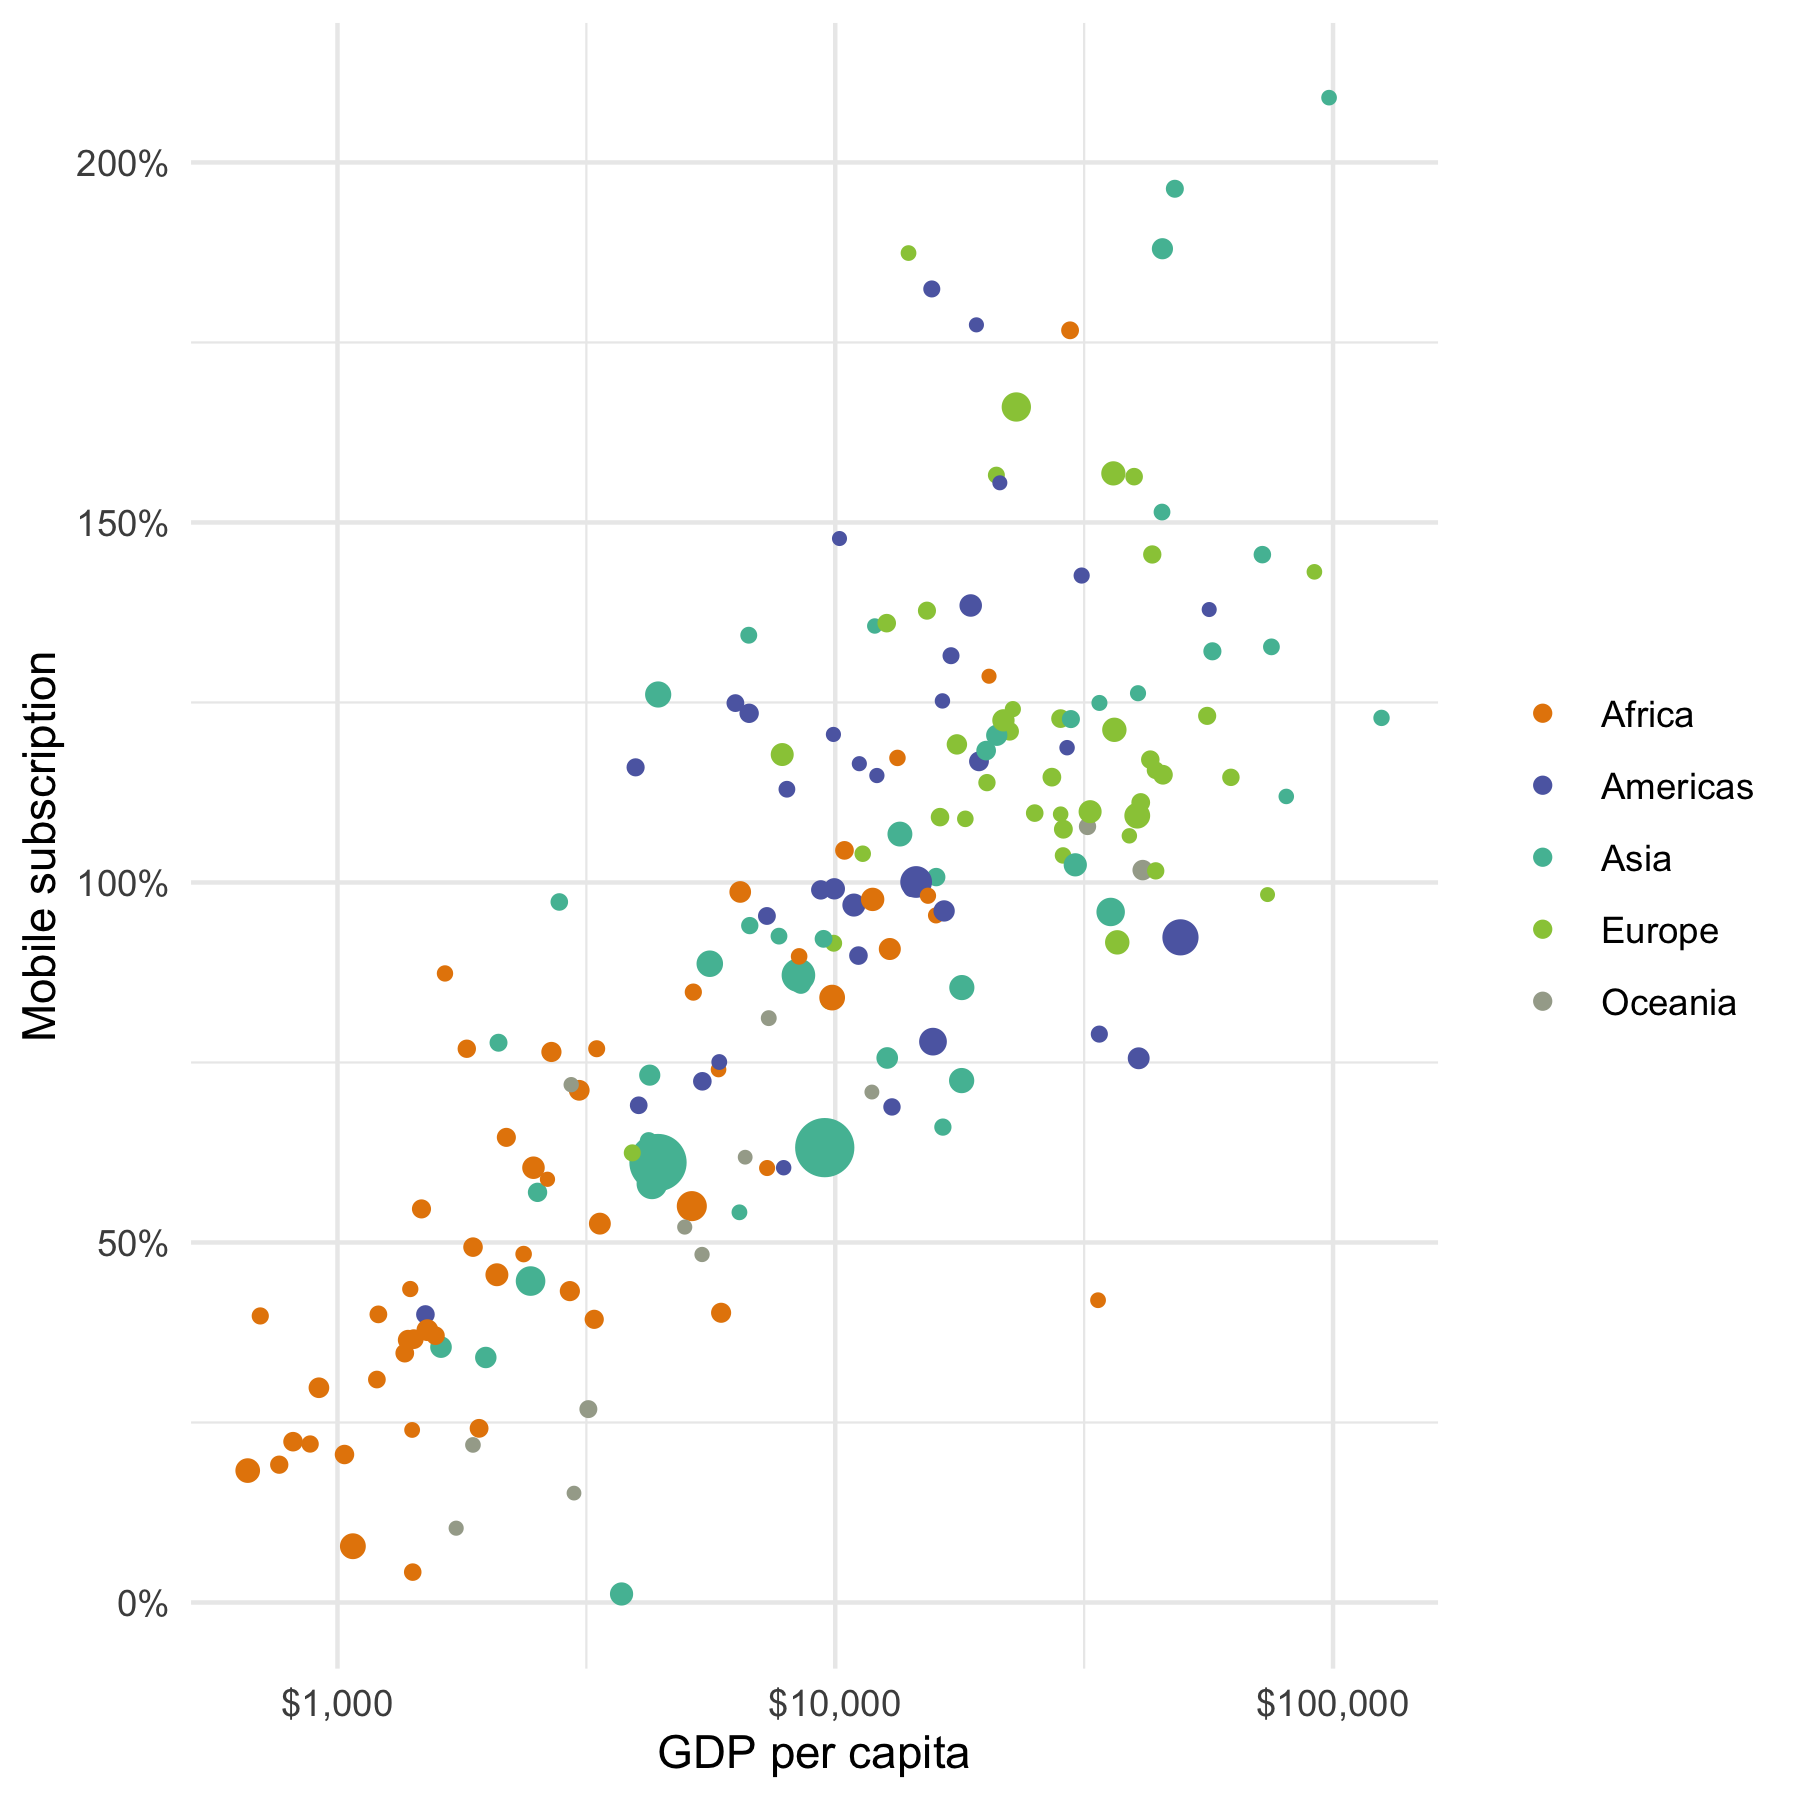 200%
150%
100%
50%
0%
Mobile subscription
$1,000
$10,000
$100,000
GDP per capita
Africa
Americas
Asia
Europe
Oceania